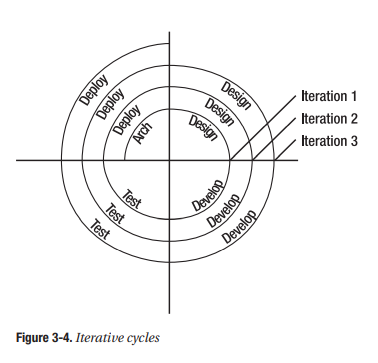 Deploy
Deploy
Deploy
Arch
Design
Design
Design
Iteration 1
Iteration 2
Iteration 3
Test
Test
Test
Develop
Develop
Develop
Figure 3-4. Iterative cycles